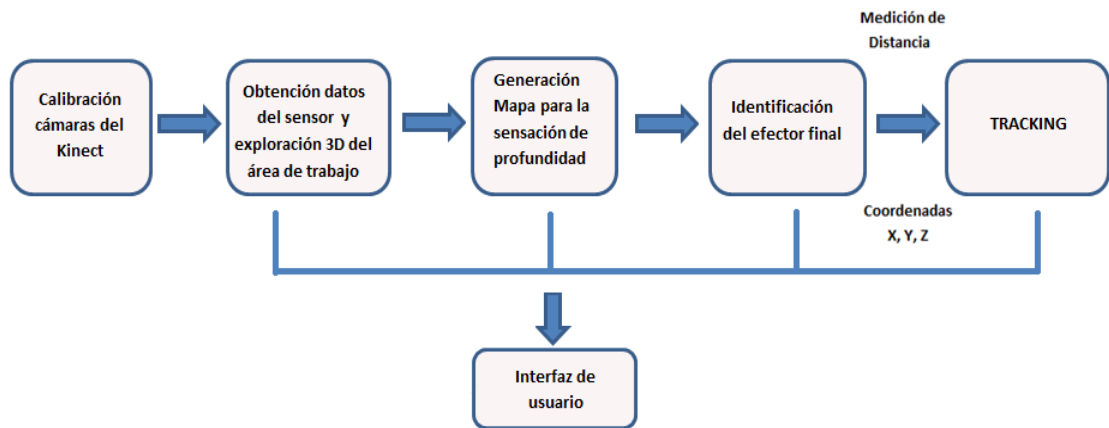 Medición de
Distancia
Calibración
cámaras del
Kinect
Obtención datos
del sensor y
exploración 3D del
área de trabajo
Generación
Mapa para la
sensación de
profundidad
Identificación
del efector final
TRACKING
Coordenadas
X, Y, Z
Interfaz de
usuario